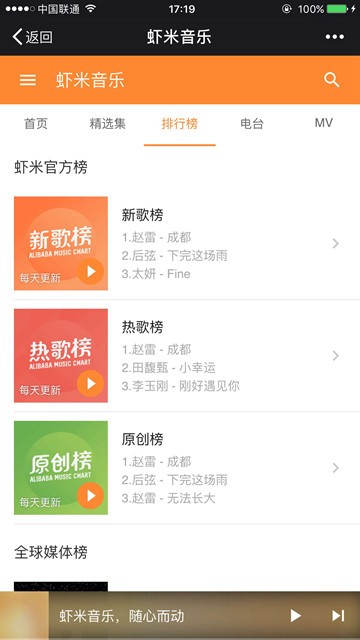 中国联通
17:19
100%
返回
虾米音乐
虾米音乐
首页 精选集 排行榜 电台 MV
虾米官方榜
新歌榜
ALIBABA MUSIC CHART
每天更新
新歌榜
1.赵雷 - 成都
2.后弦 - 下完这场雨
3.太妍 - Fine
热歌榜
ALIBABA MUSIC CHART
每天更新
热歌榜
1.赵雷 - 成都
2.田馥甄 - 小幸运
3.李玉刚 - 刚好遇见你
原创榜
ALIBABA MUSIC CHART
每天更新
原创榜
1.赵雷 - 成都
2.后弦 - 下完这场雨
3.赵雷 - 无法长大
全球媒体榜
虾米音乐，随心而动